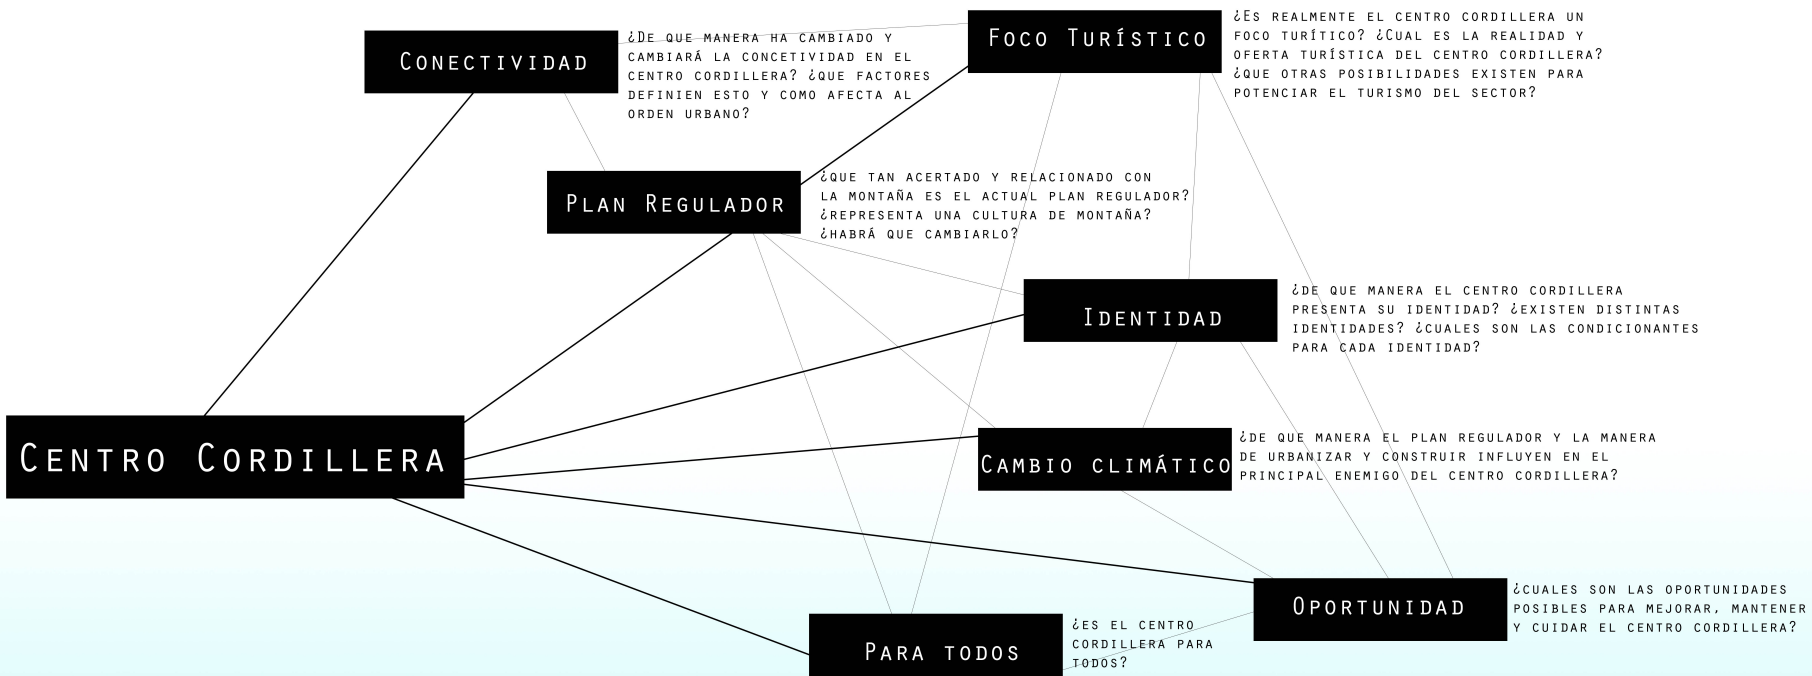 Conectividad
¿De que manera ha cambiado y
cambiará la concetividad en el
centro cordillera? ¿que factores
definien esto y como afecta al
orden urbano?
Foco Turístico
¿Es realmente el centro cordillera un
foco turítico? ¿Cual es la realidad y
oferta turística del centro cordillera?
¿que otras posibilidades existen para
potenciar el turismo del sector?
Plan Regulador
¿que tan acertado y relacionado con
la montaña es el actual plan regulador?
¿representa una cultura de montaña?
¿habrá que cambiarlo?
Identidad
¿de que manera el centro cordillera
presenta su identidad? ¿existen distintas
identidades? ¿cuales son las condicionantes
para cada identidad?
Centro Cordillera
Cambio climático
¿de que manera el plan regulador y la manera
de urbanizar y construir influyen en el
principal enemigo del centro cordillera?
Oportunidad
¿cuales son las oportunidades
posibles para mejorar, mantener
y cuidar el centro cordillera?
Para todos
¿es el centro
cordillera para
todos?